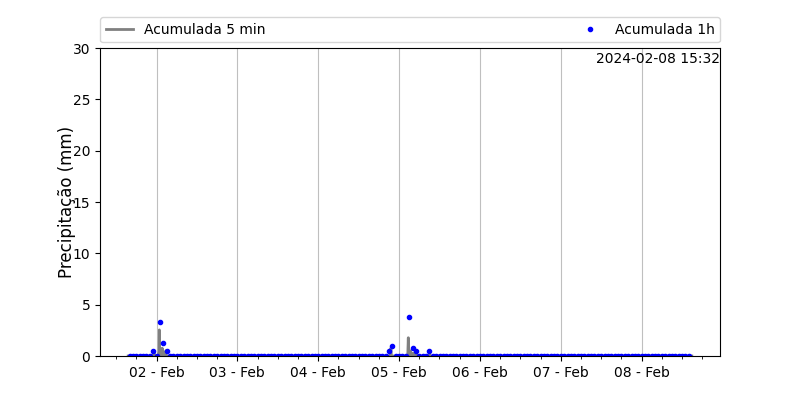 Acumulada 5 min
Acumulada 1h
2024-02-08 15:32
Precipitação (mm)
30
25
20
15
10
5
0
02 - Feb
03 - Feb
04 - Feb
05 - Feb
06 - Feb
07 - Feb
08 - Feb